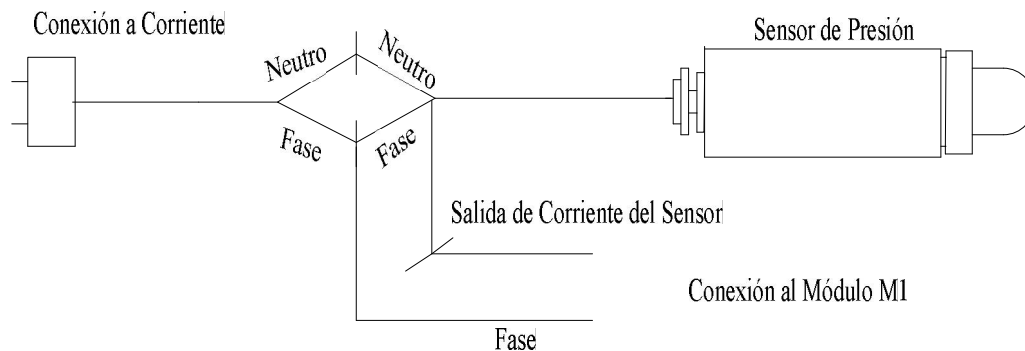 Conexión a Corriente
Sensor de Presión
Neutro
Neutro
Fase
Fase
Salida de Corriente del Sensor
Conexión al Módulo M1
Fase